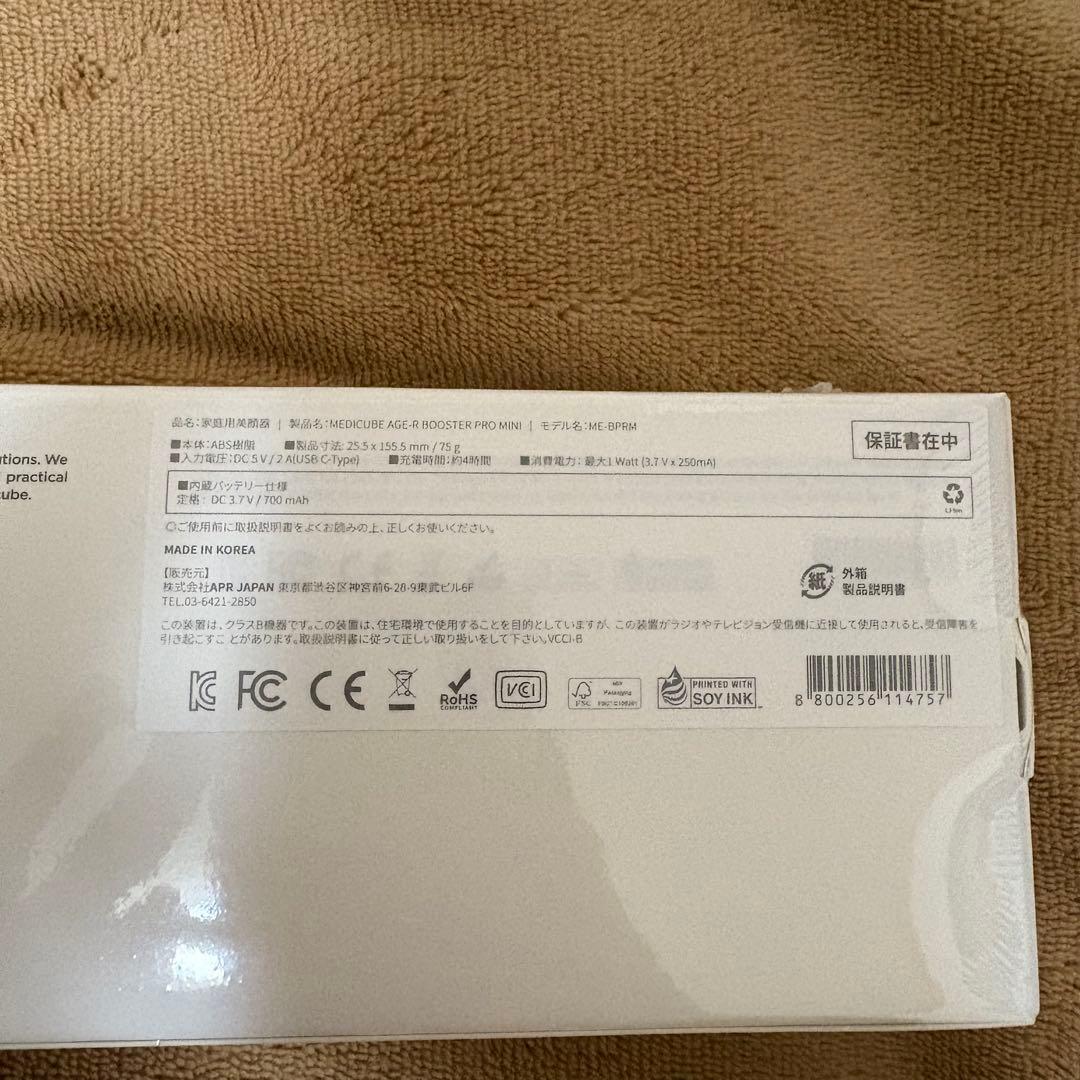 utions. We
practical
cube.
品名:家庭用美顔器 | 製品名:MEDICUBE AGE-R BOOSTER PRO MINI | モデル名:ME-BPRM
■本体:ABS樹脂 ■製品寸法: 25.5 x 155.5 mm / 75 g
■入力電圧:DC 5 V / 2 A(USB C-Type) ■充電時間:約4時間 ■消費電力: 最大1 Watt (3.7 V x 250mA)
保証書在中
■内蔵バッテリー仕様
定格: DC 3.7 V / 700 mAh
Li-ion
◎ご使用前に取扱説明書をよくお読みの上、正しくお使いください。
MADE IN KOREA
【販売元】
株式会社APR JAPAN 東京都渋谷区神宮前6-28-9東武ビル6F
TEL.03-6421-2850
紙
外箱
製品説明書
この装置は、クラスB機器です。この装置は、住宅環境で使用することを目的としていますが、この装置がラジオやテレビジョン受信機に近接して使用されると、受信障害を
引き起こすことがあります。取扱説明書に従って正しい取り扱いをして下さい。VCCI-B
KC FC CE
RoHS
COMPLIANT
VCCI
FSC
MIX
Packaging
PRINTED WITH
SOY INK
8 800256 114757